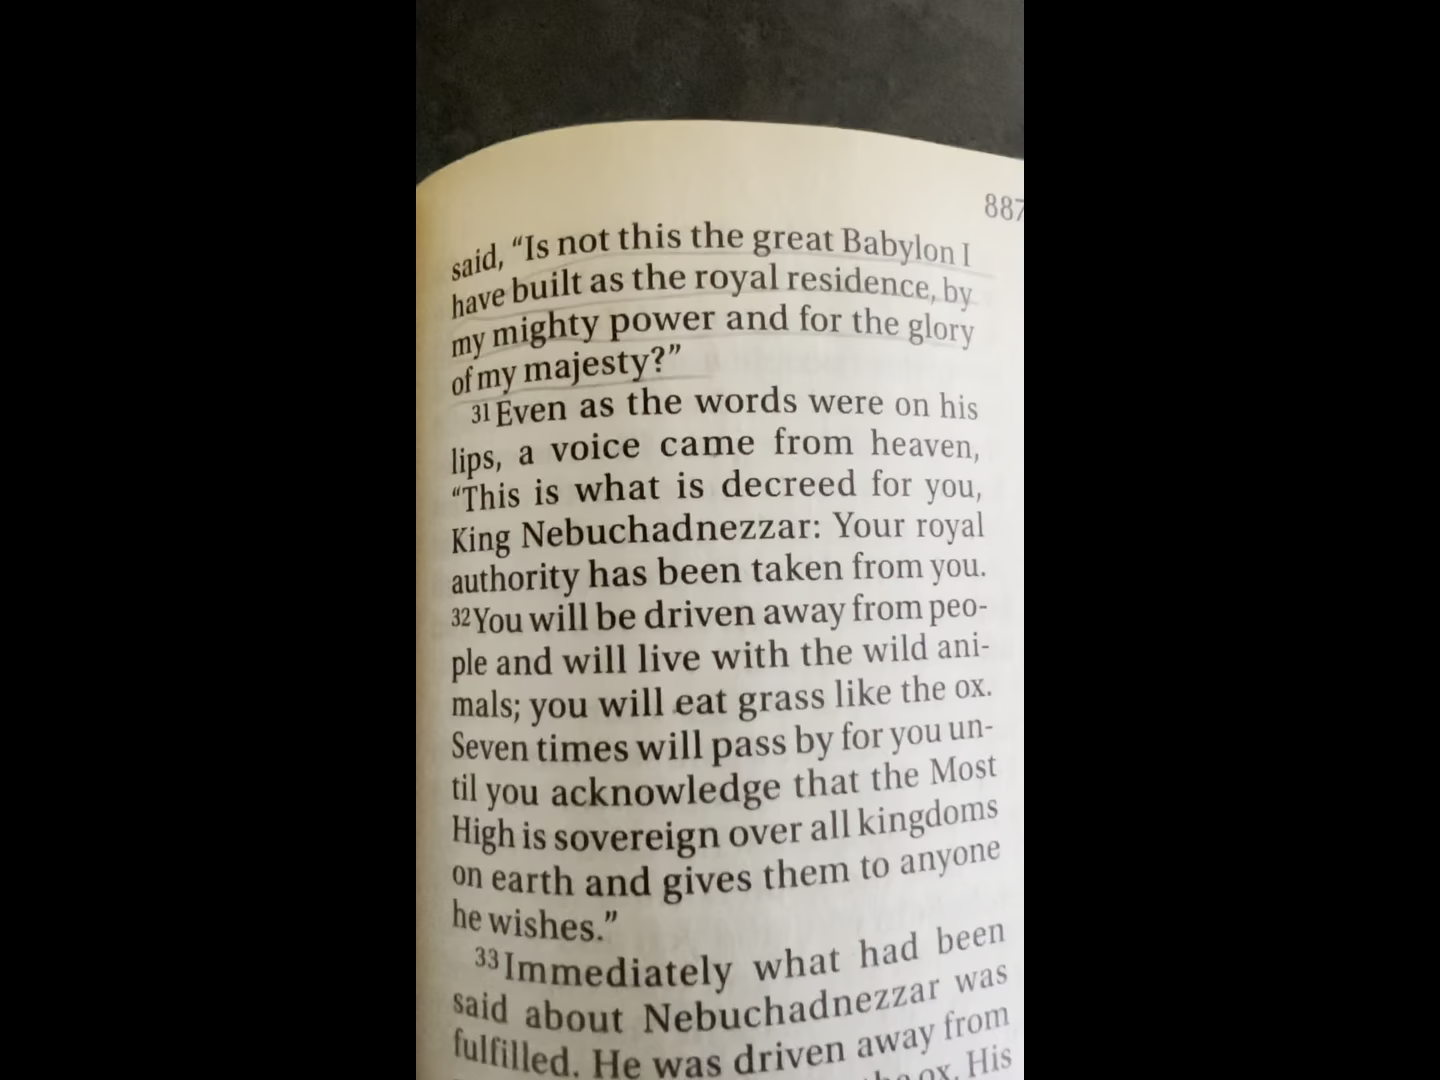 887
said, “Is not this the great Babylon I
have built as the royal residence, by
my mighty power and for the glory
of my majesty?”
31 Even as the words were on his
lips, a voice came from heaven,
“This is what is decreed for you,
King Nebuchadnezzar: Your royal
authority has been taken from you.
32 You will be driven away from peo-
ple and will live with the wild ani-
mals; you will eat grass like the ox.
Seven times will pass by for you un-
til you acknowledge that the Most
High is sovereign over all kingdoms
on earth and gives them to anyone
he wishes.”
33 Immediately what had been
said about Nebuchadnezzar was
fulfilled. He was driven away from
ox. His